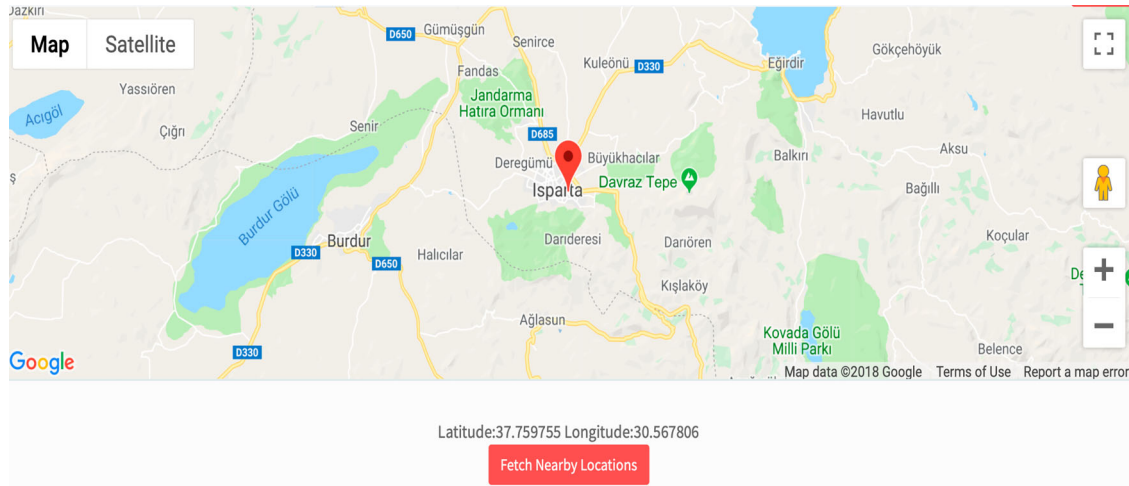 Dazkırı
D650
Gümüşgün
Map
Satellite
Senirce
Gökçehöyük
Kuleönü
D330
Eğirdir
Fandas
Yassıören
Jandarma
Hatıra Ormanı
Acıgöl
Havutlu
Senir
Çığrı
D685
Aksu
Deregümü
Büyükhacılar
Balkırı
ş
Isparta
Davraz Tepe
Bağıllı
Burdur Gölü
Burdur
Darıderesi
Darıören
Koçular
D330
Halıcılar
D650
Kışlaköy
Ağlasun
Kovada Gölü
Milli Parkı
D330
Belence
Google
Map data ©2018 Google
Terms of Use
Report a map error
Latitude:37.759755 Longitude:30.567806
Fetch Nearby Locations